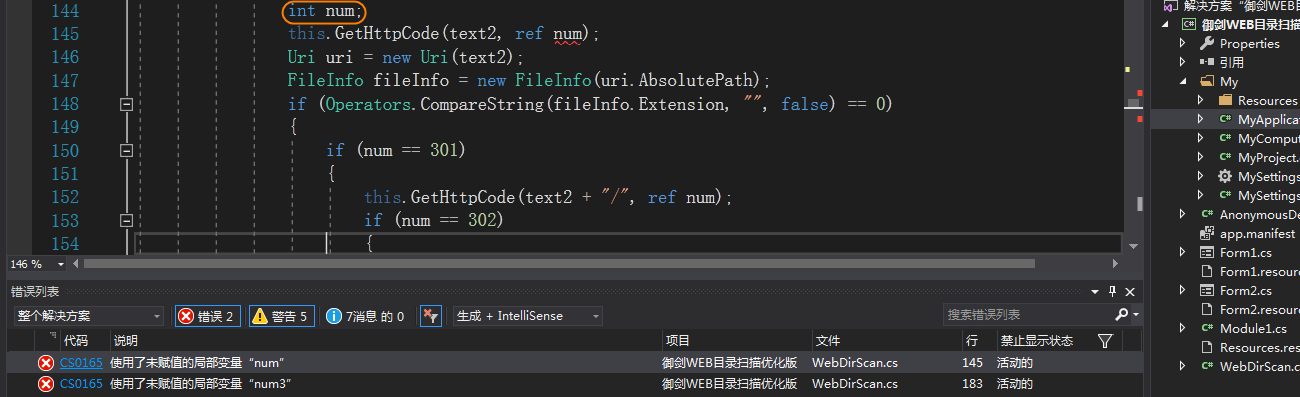 144 int num;
145 this.GetHttpCode(text2, ref num);
146 Uri uri = new Uri(text2);
147 FileInfo fileInfo = new FileInfo(uri.AbsolutePath);
148 if (Operators.CompareString(fileInfo.Extension, "", false) == 0)
149 {
150 if (num == 301)
151 {
152 this.GetHttpCode(text2 + "/", ref num);
153 if (num == 302)
154 {
146 %
解决方案"御剑WEB目
御剑WEB目录扫描
Properties
引用
My
Resources
MyApplicat
MyComput
MyProject.
MySettings
MySettings
AnonymousDe
app.manifest
Form1.cs
Form1.resour
Form2.cs
Form2.resour
Module1.cs
Resources.res
WebDirScan.c
错误列表
整个解决方案 错误 2 警告 5 7消息 的 0 生成 + IntelliSense 搜索错误列表
代码 说明 项目 文件 行 禁止显示状态
CS0165 使用了未赋值的局部变量“num” 御剑WEB目录扫描优化版 WebDirScan.cs 145 活动的
CS0165 使用了未赋值的局部变量“num3” 御剑WEB目录扫描优化版 WebDirScan.cs 183 活动的